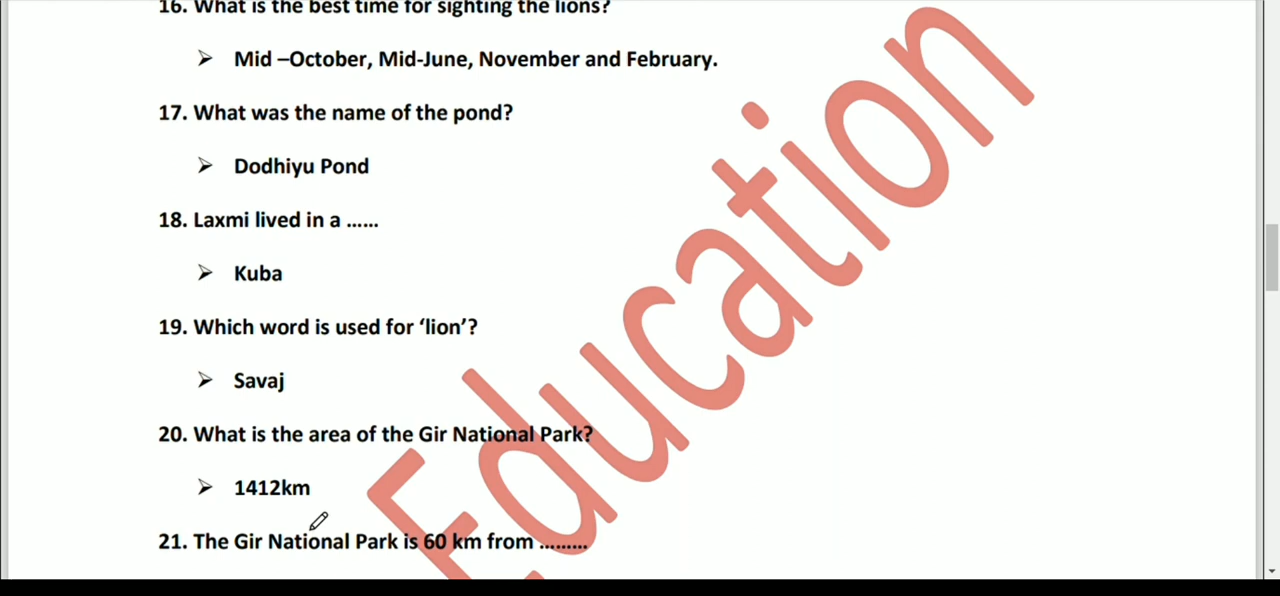 16. What is the best time for sighting the lions?
➢ Mid –October, Mid-June, November and February.
17. What was the name of the pond?
➢ Dodhiyu Pond
18. Laxmi lived in a ......
➢ Kuba
19. Which word is used for ‘lion’?
➢ Savaj
20. What is the area of the Gir National Park?
➢ 1412km
21. The Gir National Park is 60 km from .........
Education